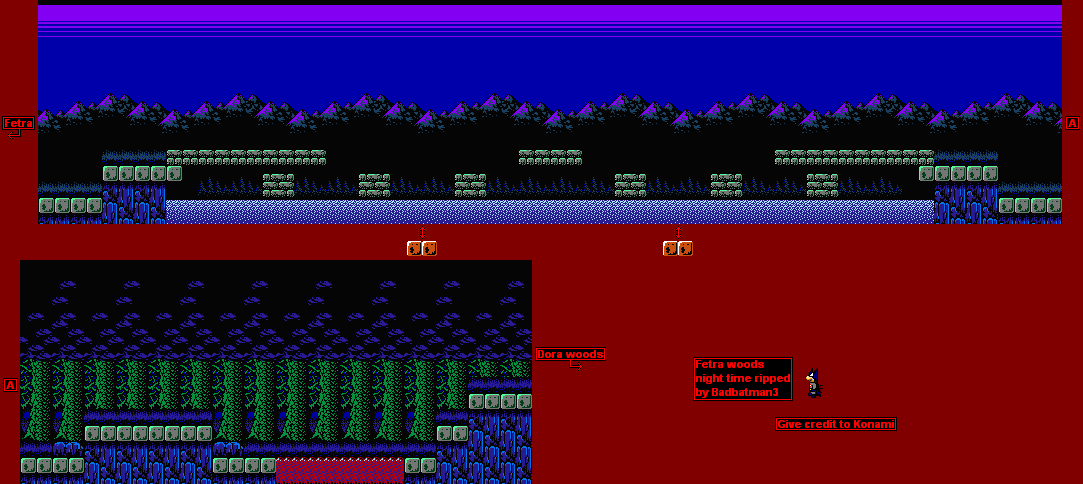 Fetra
A
A
Dora woods
Fetra woods
night time ripped
by Badbatman3
Give credit to Konami